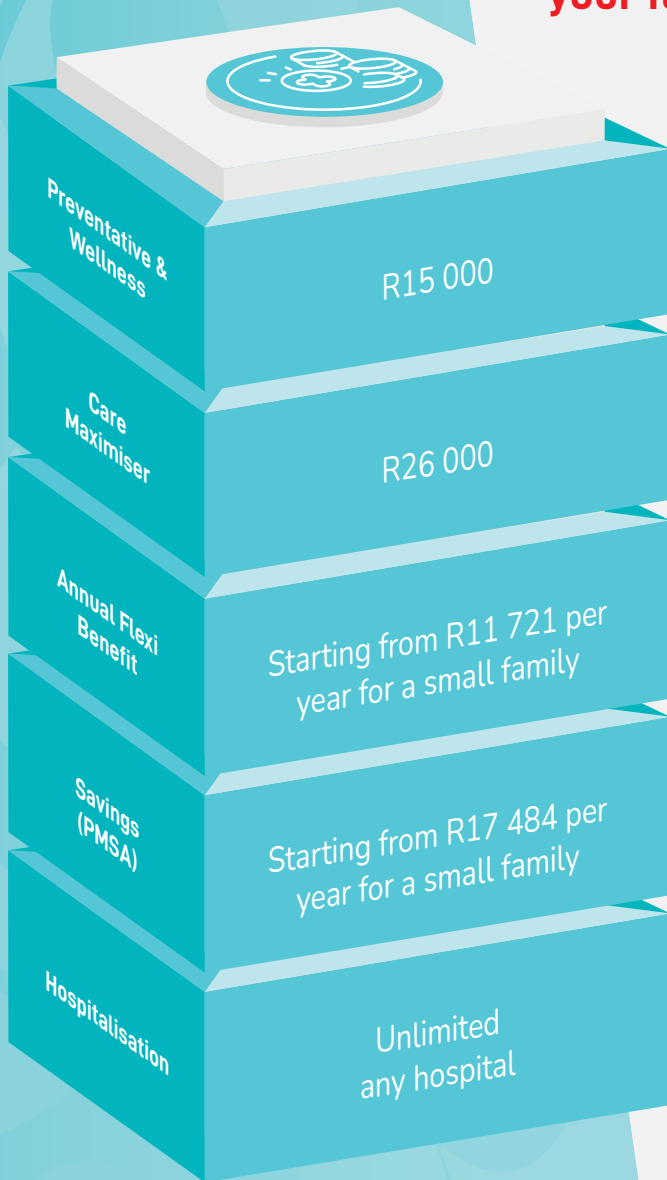 Preventative &
Wellness
R15 000
Care
Maximiser
R26 000
Annual Flexi
Benefit
Starting from R11 721 per
year for a small family
Savings
(PMSA)
Starting from R17 484 per
year for a small family
Hospitalisation
Unlimited
any hospital